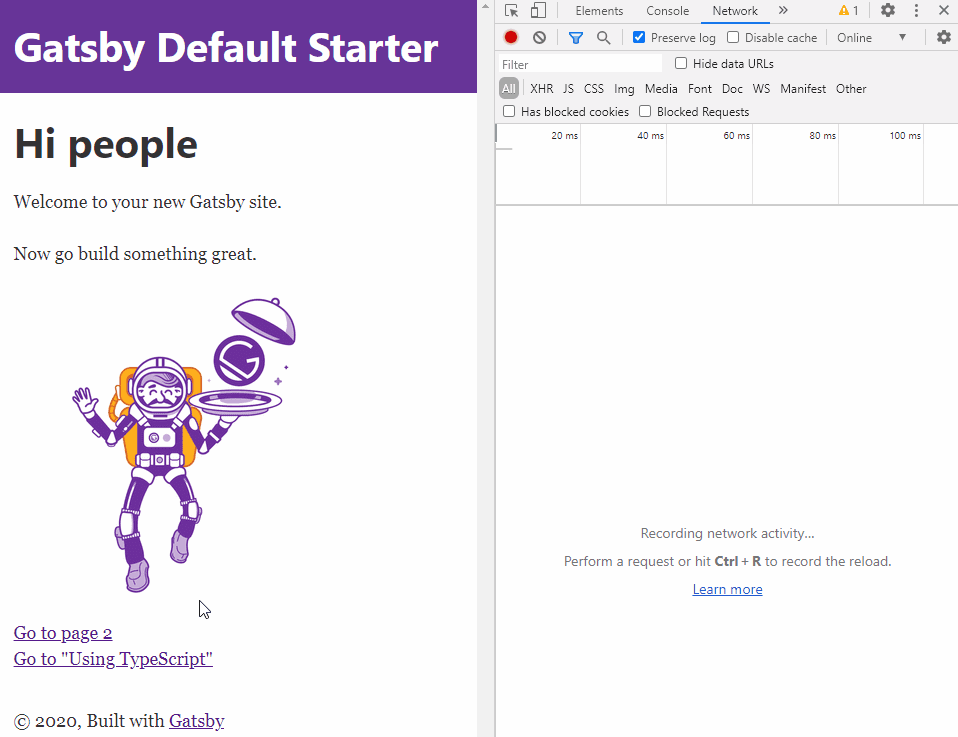 Gatsby Default Starter
Hi people
Welcome to your new Gatsby site.
Now go build something great.
G
Go to page 2
Go to "Using TypeScript"
© 2020, Built with Gatsby
Elements Console Network » 1
Preserve log Disable cache Online ▼
Filter Hide data URLs
All XHR JS CSS Img Media Font Doc WS Manifest Other
Has blocked cookies Blocked Requests
20 ms 40 ms 60 ms 80 ms 100 ms
Recording network activity...
Perform a request or hit Ctrl + R to record the reload.
Learn more